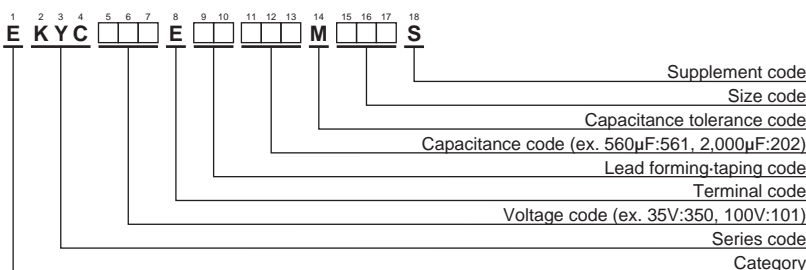 1 2 3 4 5 6 7 8 9 10 11 12 13 14 15 16 17 18
E KYC E M S
Supplement code
Size code
Capacitance tolerance code
Capacitance code (ex. 560µF:561, 2,000µF:202)
Lead forming·taping code
Terminal code
Voltage code (ex. 35V:350, 100V:101)
Series code
Category